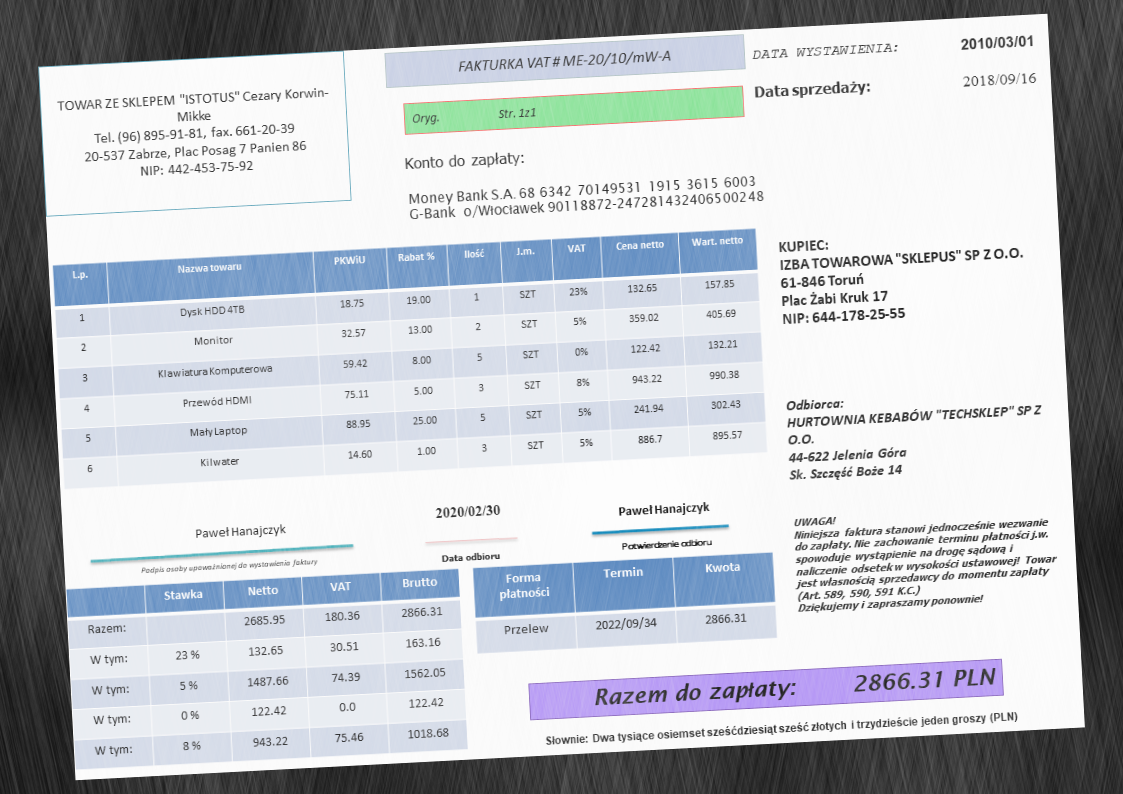 TOWAR ZE SKLEPEM "ISTOTUS" Cezary Korwin-
Mikke
Tel. (96) 895-91-81, fax. 661-20-39
20-537 Zabrze, Plac Posag 7 Panien 86
NIP: 442-453-75-92
FAKTURKA VAT # ME-20/10/mW-A
Oryg. Str. 1z1
DATA WYSTAWIENIA: 2010/03/01
Data sprzedaży: 2018/09/16
Konto do zapłaty:
Money Bank S.A. 68 6342 70149531 1915 3615 6003
G-Bank o/Włocławek 90118872-247281432406500248
L.p. Nazwa towaru PKWiU Rabat % Ilość J.m. VAT Cena netto Wart. netto
1 Dysk HDD 4TB 18.75 19.00 1 SZT 23% 132.65 157.85
2 Monitor 32.57 13.00 2 SZT 5% 359.02 405.69
3 Klawiatura Komputerowa 59.42 8.00 5 SZT 0% 122.42 132.21
4 Przewód HDMI 75.11 5.00 3 SZT 8% 943.22 990.38
5 Mały Laptop 88.95 25.00 5 SZT 5% 241.94 302.43
6 Kilwater 14.60 1.00 3 SZT 5% 886.7 895.57
KUPIEC:
IZBA TOWAROWA "SKLEPUS" SP Z O.O.
61-846 Toruń
Plac Żabi Kruk 17
NIP: 644-178-25-55
Odbiorca:
HURTOWNIA KEBABÓW "TECHSKLEP" SP Z
O.O.
44-622 Jelenia Góra
Sk. Szczęść Boże 14
Paweł Hanajczyk
Podpis osoby upoważnionej do wystawienia faktury
2020/02/30
Data odbioru
Paweł Hanajczyk
Potwierdzenie odbioru
UWAGA!
Niniejsza faktura stanowi jednocześnie wezwanie
do zapłaty. Nie zachowanie terminu płatności j.w.
spowoduje wystąpienie na drogę sądową i
naliczenie odsetek w wysokości ustawowej! Towar
jest własnością sprzedawcy do momentu zapłaty
(Art. 589, 590, 591 K.C.)
Dziękujemy i zapraszamy ponownie!
Stawka Netto VAT Brutto
Razem: 2685.95 180.36 2866.31
W tym: 23 % 132.65 30.51 163.16
W tym: 5 % 1487.66 74.39 1562.05
W tym: 0 % 122.42 0.0 122.42
W tym: 8 % 943.22 75.46 1018.68
Forma
płatności Termin Kwota
Przelew 2022/09/34 2866.31
Razem do zapłaty: 2866.31 PLN
Słownie: Dwa tysiące osiemset sześćdziesiąt sześć złotych i trzydzieście jeden groszy (PLN)